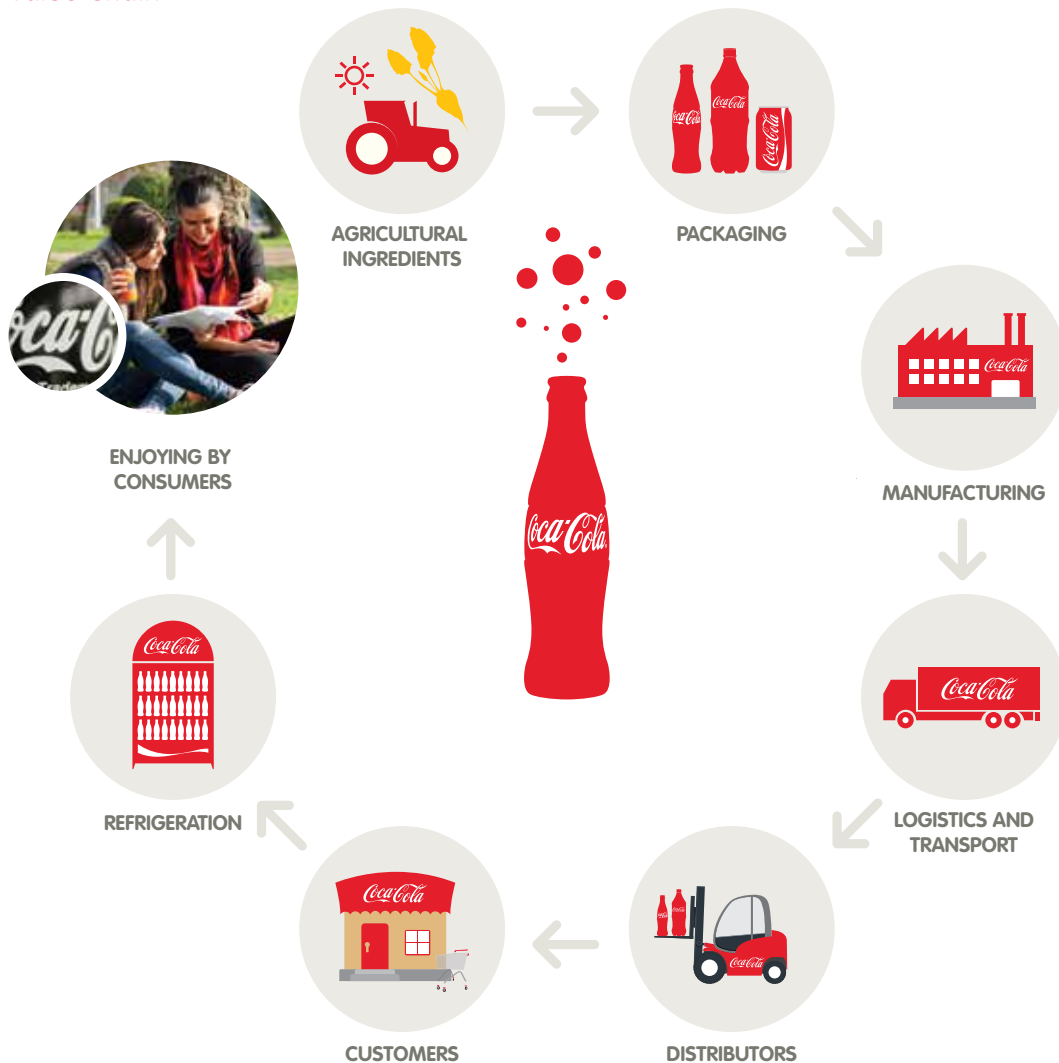 AGRICULTURAL
INGREDIENTS
Coca-Cola
Coca-Cola
Coca-Cola
PACKAGING
Coca-Cola
MANUFACTURING
Coca-Cola
LOGISTICS AND
TRANSPORT
Coca-Cola
DISTRIBUTORS
Coca-Cola
CUSTOMERS
Coca-Cola
REFRIGERATION
ENJOYING BY
CONSUMERS
Coca-Cola